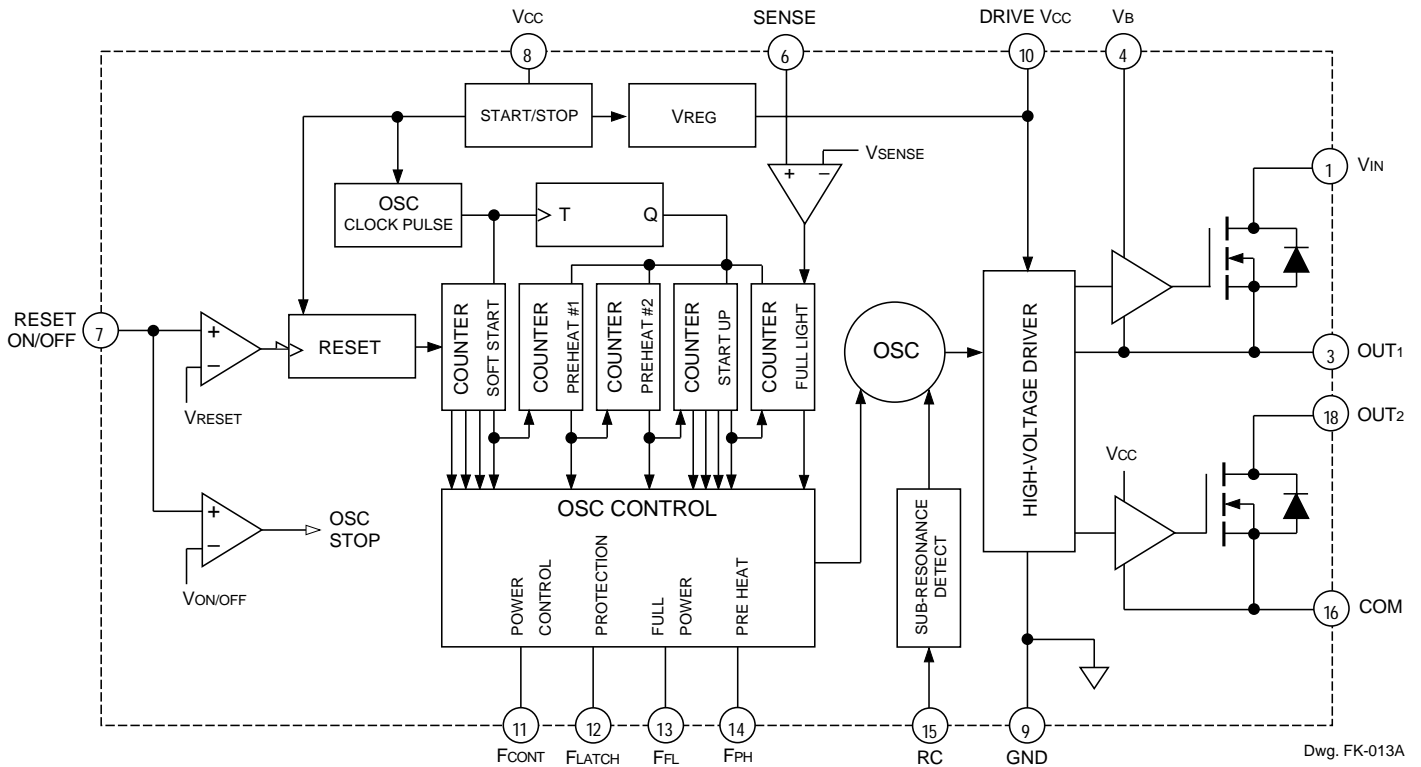 VCC
SENSE
DRIVE VCC
VB
8
6
10
4
START/STOP
VREG
VSENSE
+
−
1
VIN
OSC
CLOCK PULSE
T
Q
RESET
ON/OFF
7
+
−
VRESET
RESET
COUNTER
SOFT START
COUNTER
PREHEAT #1
COUNTER
PREHEAT #2
COUNTER
START UP
COUNTER
FULL LIGHT
OSC
HIGH-VOLTAGE DRIVER
3
OUT1
18
OUT2
VCC
+
−
OSC
STOP
VON/OFF
OSC CONTROL
POWER
CONTROL
PROTECTION
FULL
POWER
PRE HEAT
SUB-RESONANCE
DETECT
16
COM
11
12
13
14
15
9
FCONT
FLATCH
FFL
FPH
RC
GND
Dwg. FK-013A